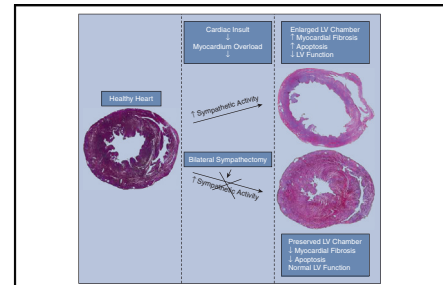 Cardiac Insult
↓
Myocardium Overload
↓
Enlarged LV Chamber
↑ Myocardial Fibrosis
↑ Apoptosis
↓ LV Function
Healthy Heart
↑ Sympathetic Activity
Bilateral Sympathectomy
↑ Sympathetic Activity
Preserved LV Chamber
↓ Myocardial Fibrosis
↓ Apoptosis
Normal LV Function